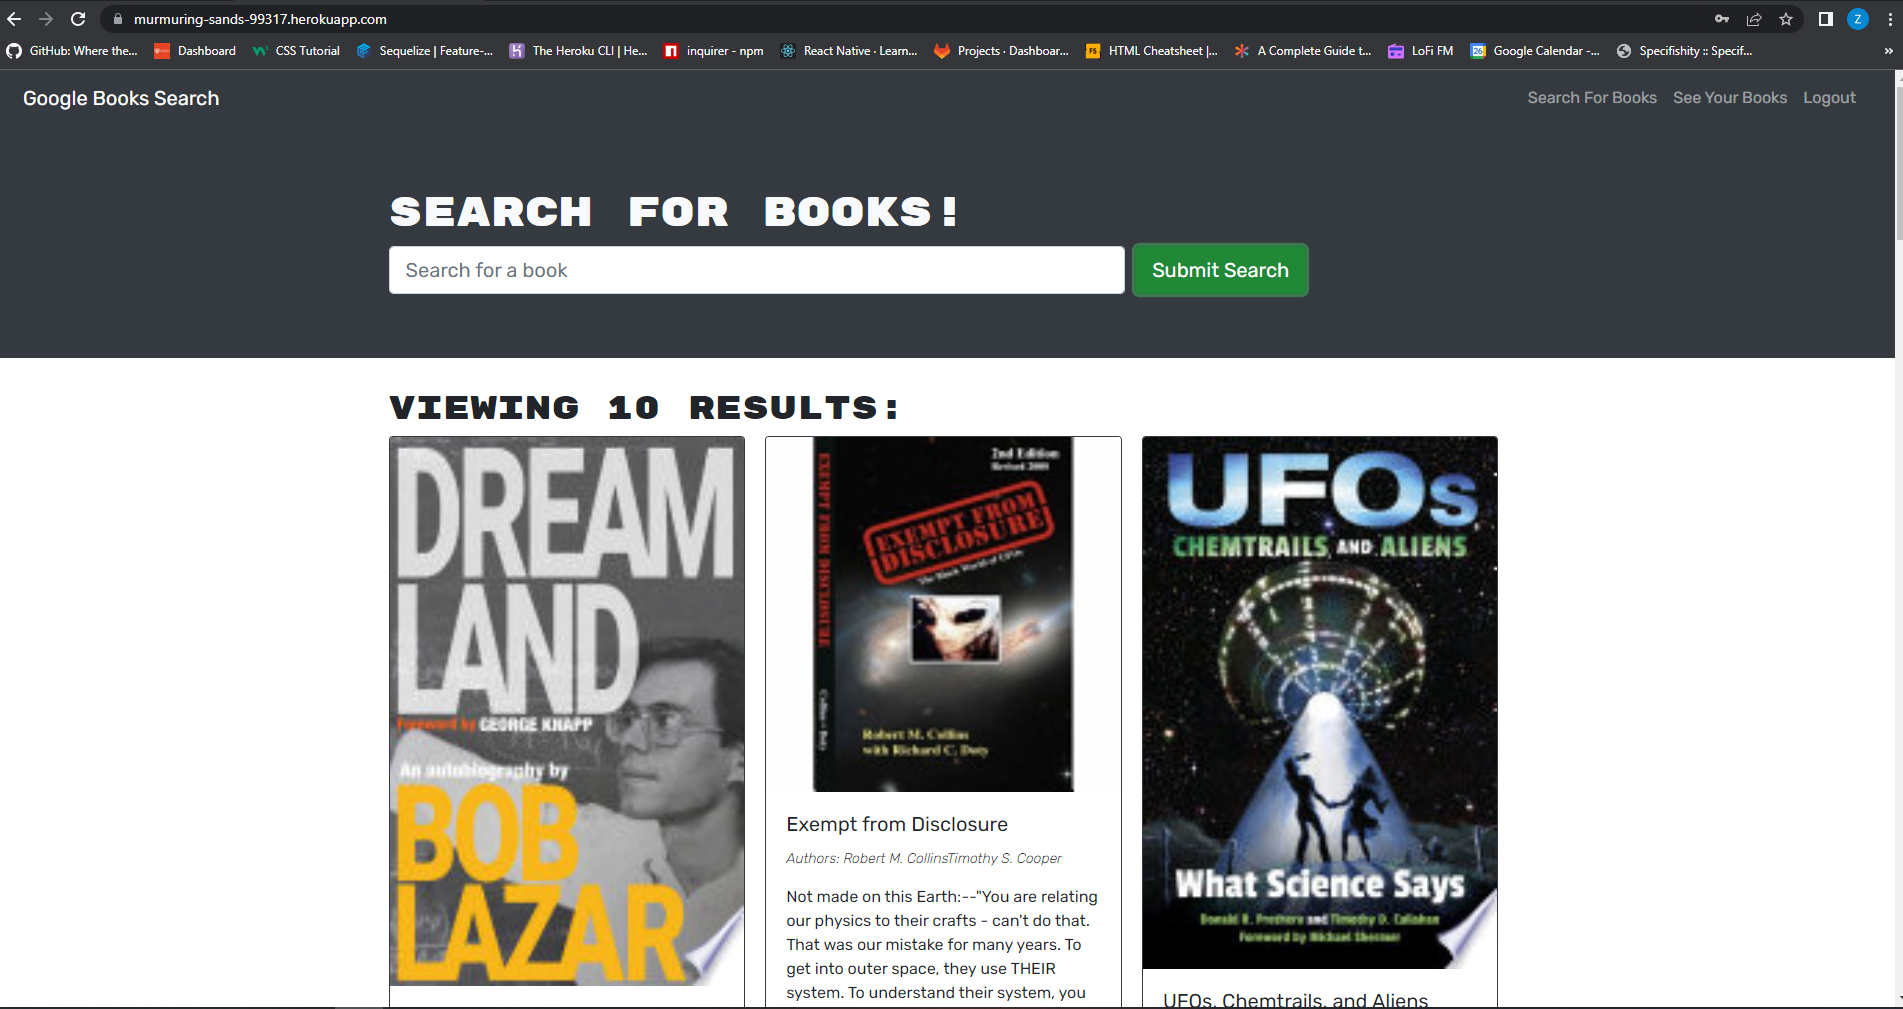 murmuring-sands-99317.herokuapp.com
Z
GitHub: Where the...
Dashboard
CSS Tutorial
Sequelize | Feature-...
The Heroku CLI | He...
inquirer - npm
React Native · Learn...
Projects · Dashboar...
FS
HTML Cheatsheet |...
A Complete Guide t...
LoFi FM
26
Google Calendar -...
Specifishity :: Specif...
»
Google Books Search
Search For Books
See Your Books
Logout
SEARCH FOR BOOKS!
Search for a book
Submit Search
VIEWING 10 RESULTS:
DREAM
LAND
Foreword by GEORGE KNAPP
An autobiography by
BOB
LAZAR
2nd Edition
Revised 2008
EXEMPT FROM DISCLOSURE
EXEMPT FROM
DISCLOSURE
The Black World of UFOs
Collins - Doty
Robert M. Collins
with Richard C. Doty
Exempt from Disclosure
Authors: Robert M. CollinsTimothy S. Cooper
Not made on this Earth:--"You are relating
our physics to their crafts - can't do that.
That was our mistake for many years. To
get into outer space, they use THEIR
system. To understand their system, you
UFOs
CHEMTRAILS, AND ALIENS
What Science Says
Donald R. Prothero and Timothy D. Callahan
Foreword by Michael Shermer
UFOs, Chemtrails, and Aliens